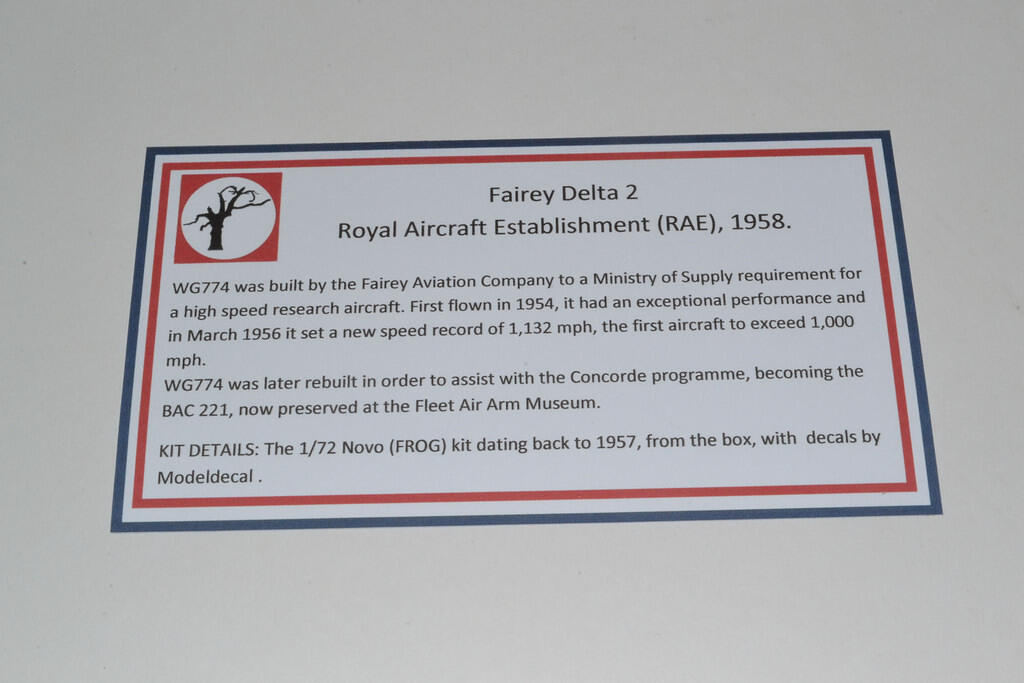 Fairey Delta 2
Royal Aircraft Establishment (RAE), 1958.
WG774 was built by the Fairey Aviation Company to a Ministry of Supply requirement for
a high speed research aircraft. First flown in 1954, it had an exceptional performance and
in March 1956 it set a new speed record of 1,132 mph, the first aircraft to exceed 1,000
mph.
WG774 was later rebuilt in order to assist with the Concorde programme, becoming the
BAC 221, now preserved at the Fleet Air Arm Museum.
KIT DETAILS: The 1/72 Novo (FROG) kit dating back to 1957, from the box, with  decals by
Modeldecal .